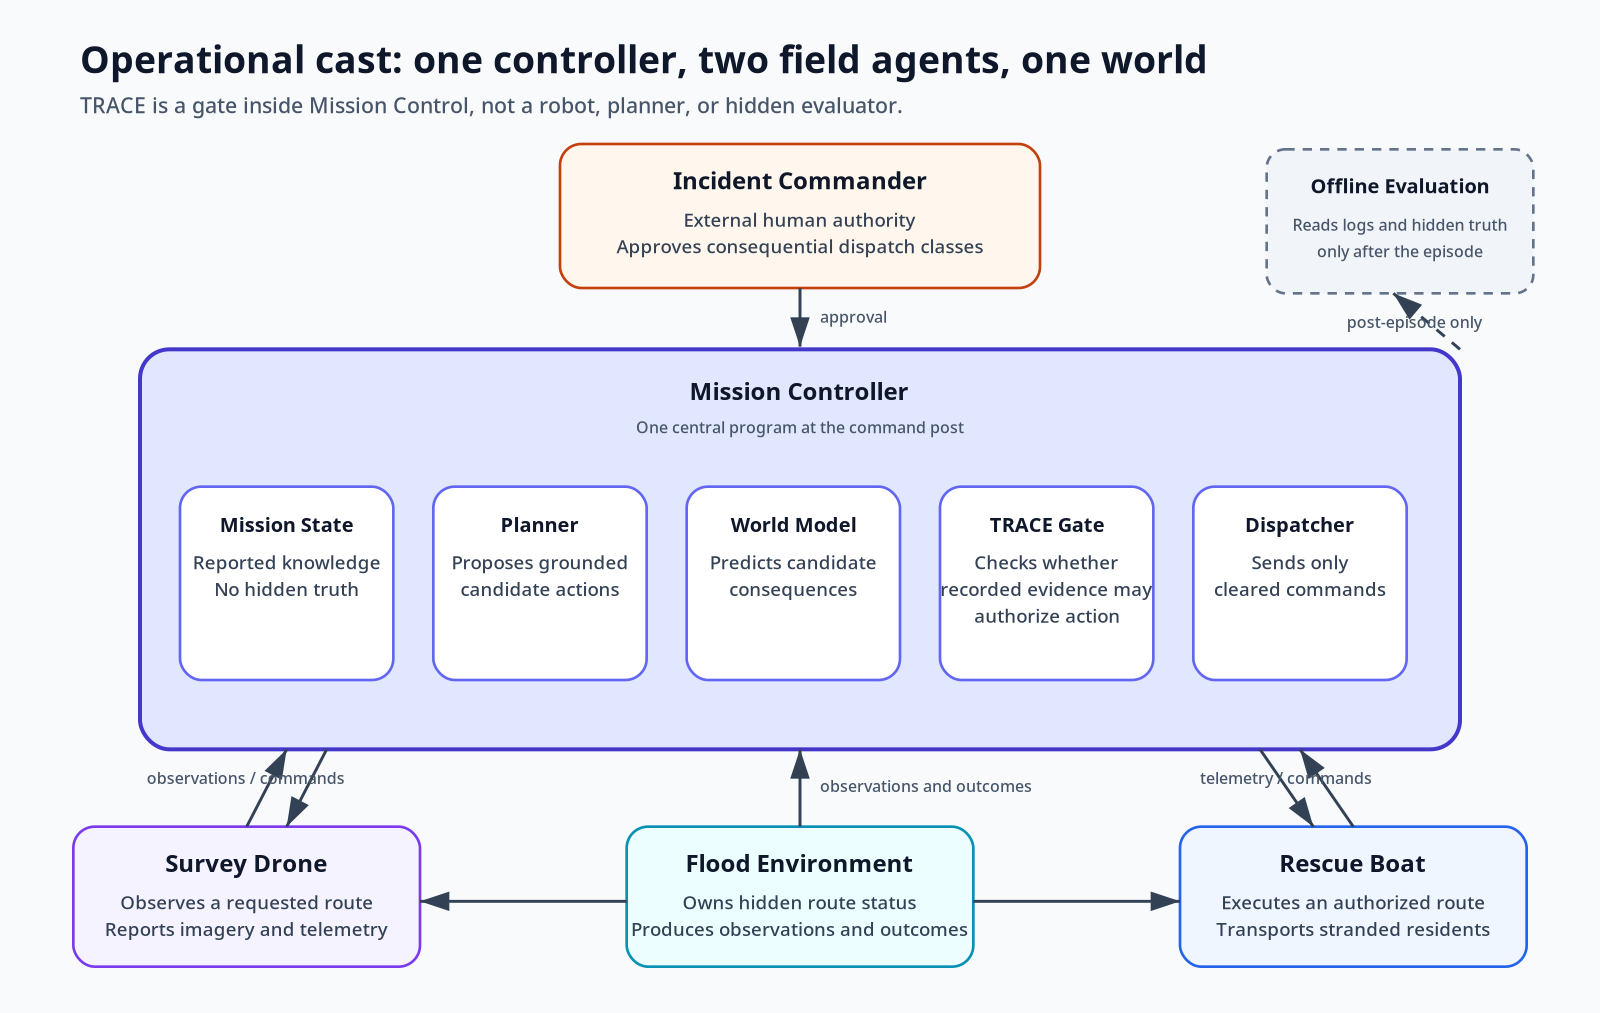 Operational cast: one controller, two field agents, one world
TRACE is a gate inside Mission Control, not a robot, planner, or hidden evaluator.
Incident Commander
External human authority
Approves consequential dispatch classes
Offline Evaluation
Reads logs and hidden truth
only after the episode
approval
post-episode only
Mission Controller
One central program at the command post
Mission State
Reported knowledge
No hidden truth
Planner
Proposes grounded
candidate actions
World Model
Predicts candidate
consequences
TRACE Gate
Checks whether
recorded evidence may
authorize action
Dispatcher
Sends only
cleared commands
observations / commands
observations and outcomes
telemetry / commands
Survey Drone
Observes a requested route
Reports imagery and telemetry
Flood Environment
Owns hidden route status
Produces observations and outcomes
Rescue Boat
Executes an authorized route
Transports stranded residents